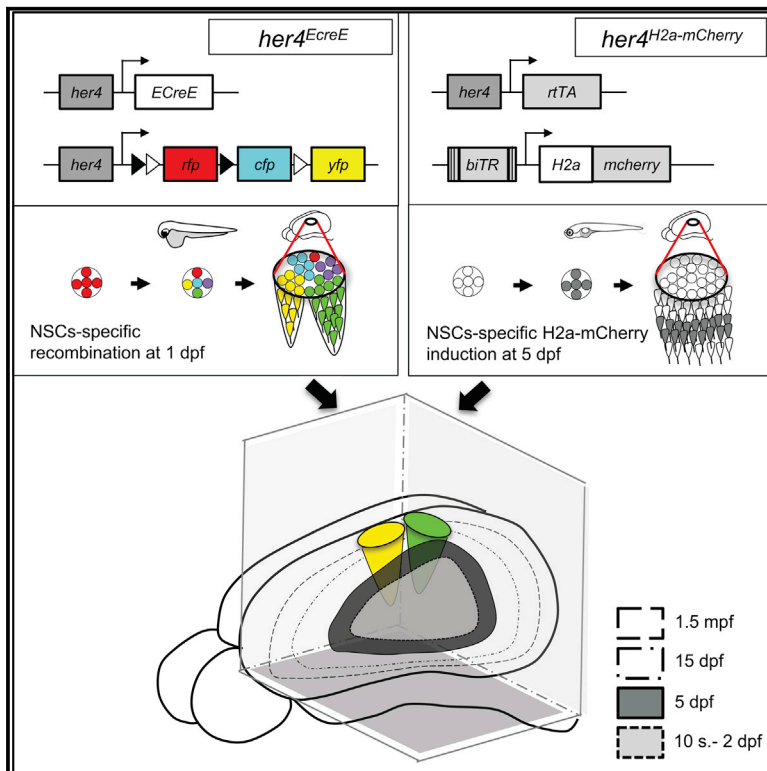 her4EcreE
her4 ECreE
her4 rfp cfp yfp
NSCs-specific
recombination at 1 dpf
her4H2a-mCherry
her4 rtTA
biTR H2a mcherry
NSCs-specific H2a-mCherry
induction at 5 dpf
1.5 mpf
15 dpf
5 dpf
10 s.- 2 dpf